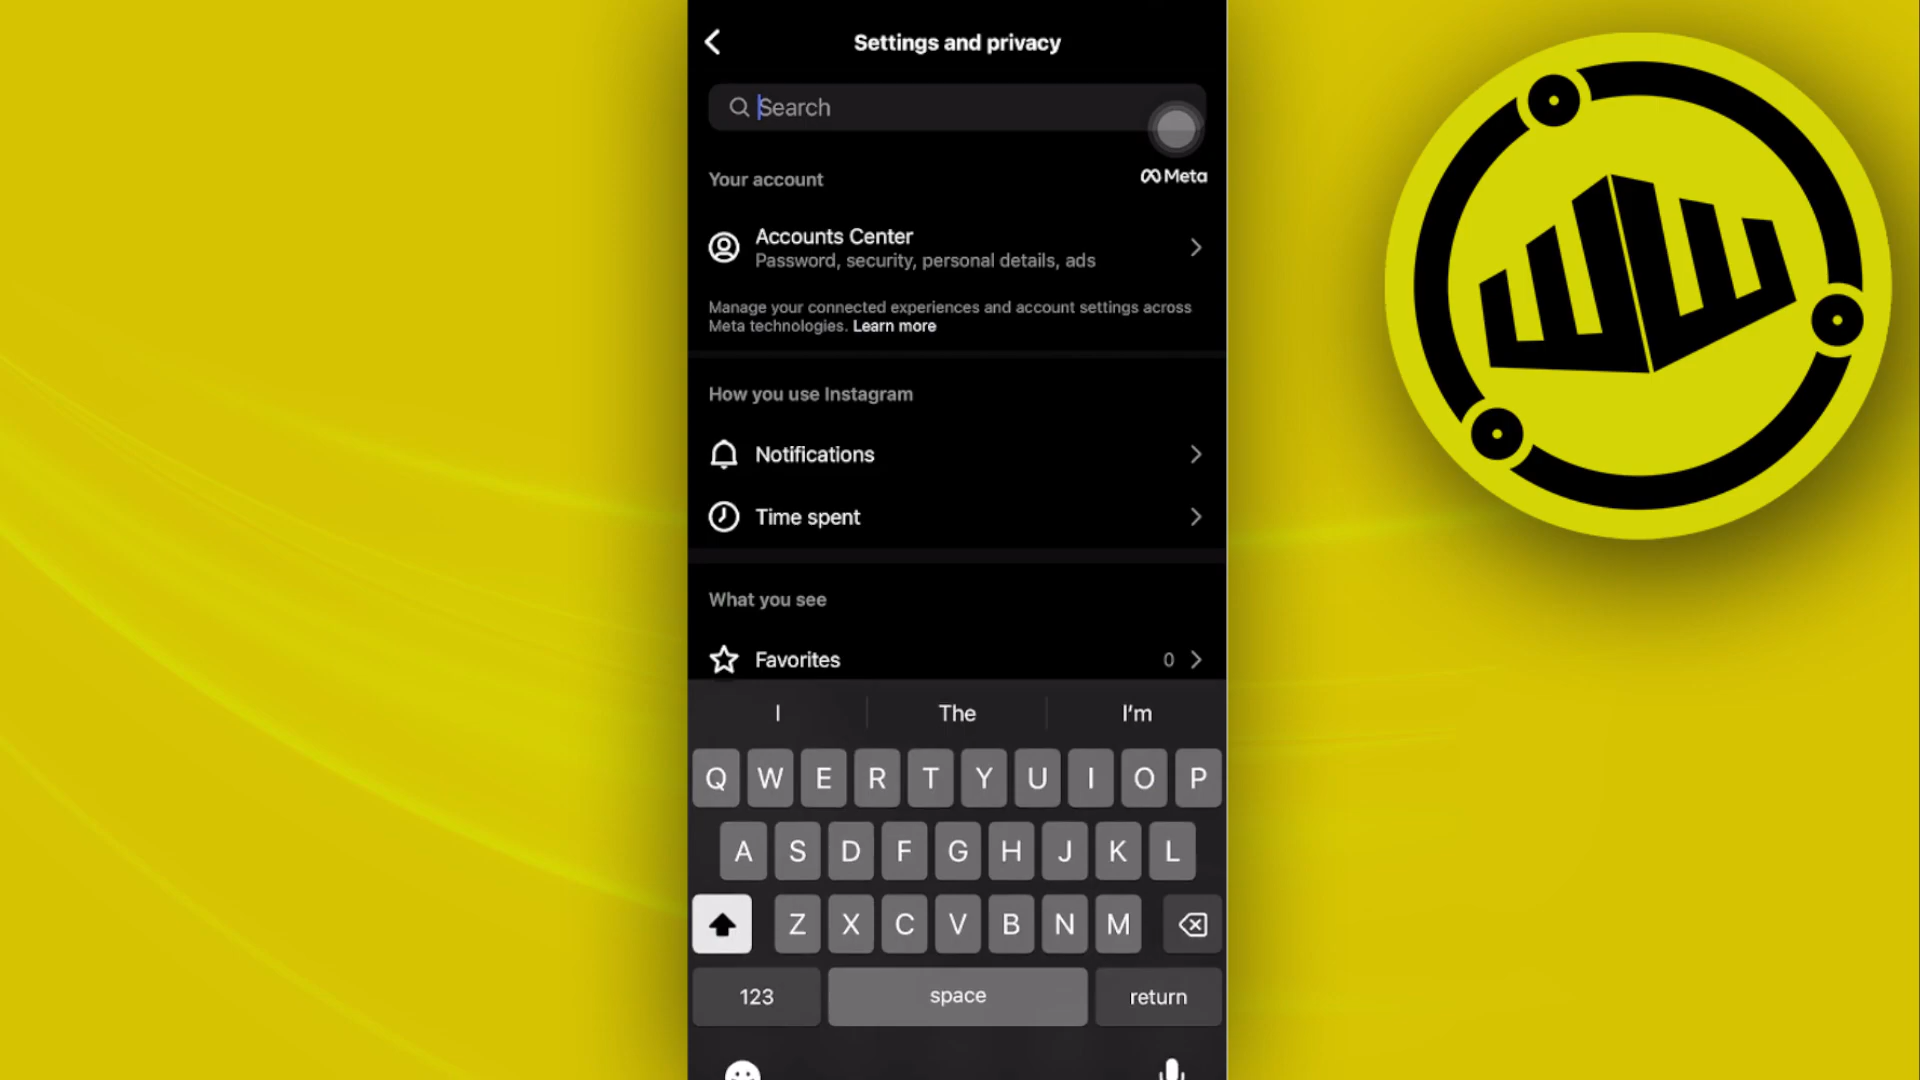 Settings and privacy
Search
Your account
Meta
Accounts Center
Password, security, personal details, ads
Manage your connected experiences and account settings across
Meta technologies. Learn more
How you use Instagram
Notifications
Time spent
What you see
Favorites 0
I The I'm
Q W E R T Y U I O P
A S D F G H J K L
Z X C V B N M
123 space return